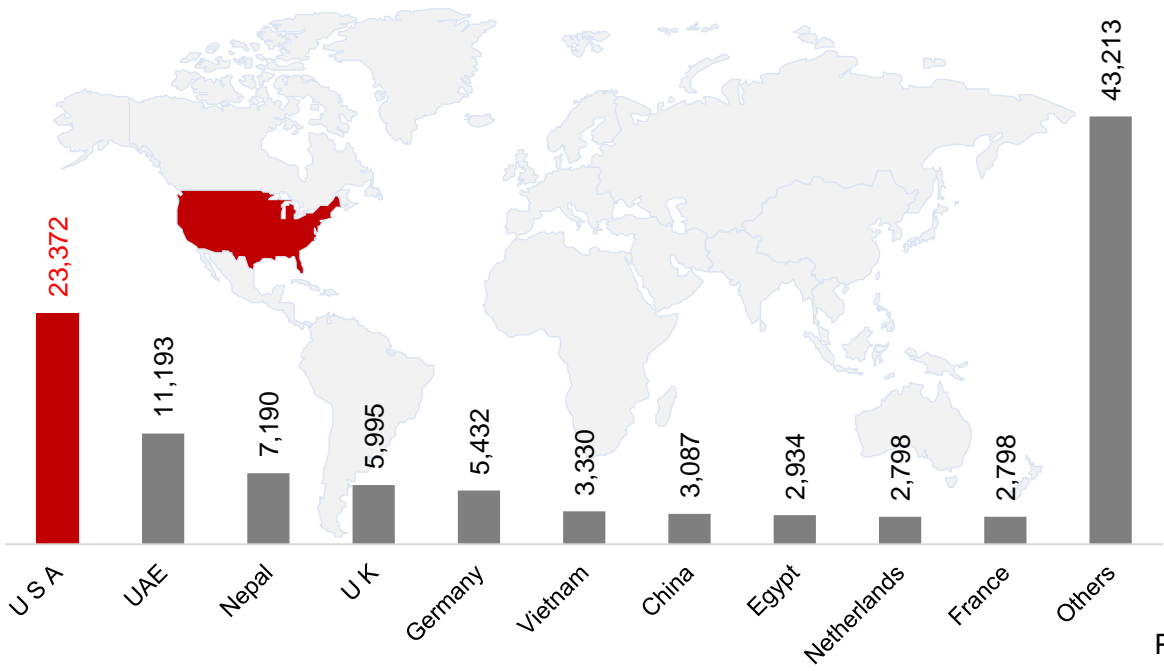 43,213
23,372
11,193
7,190
5,995
5,432
3,330
3,087
2,934
2,798
2,798
U S A
UAE
Nepal
U K
Germany
Vietnam
China
Egypt
Netherlands
France
Others